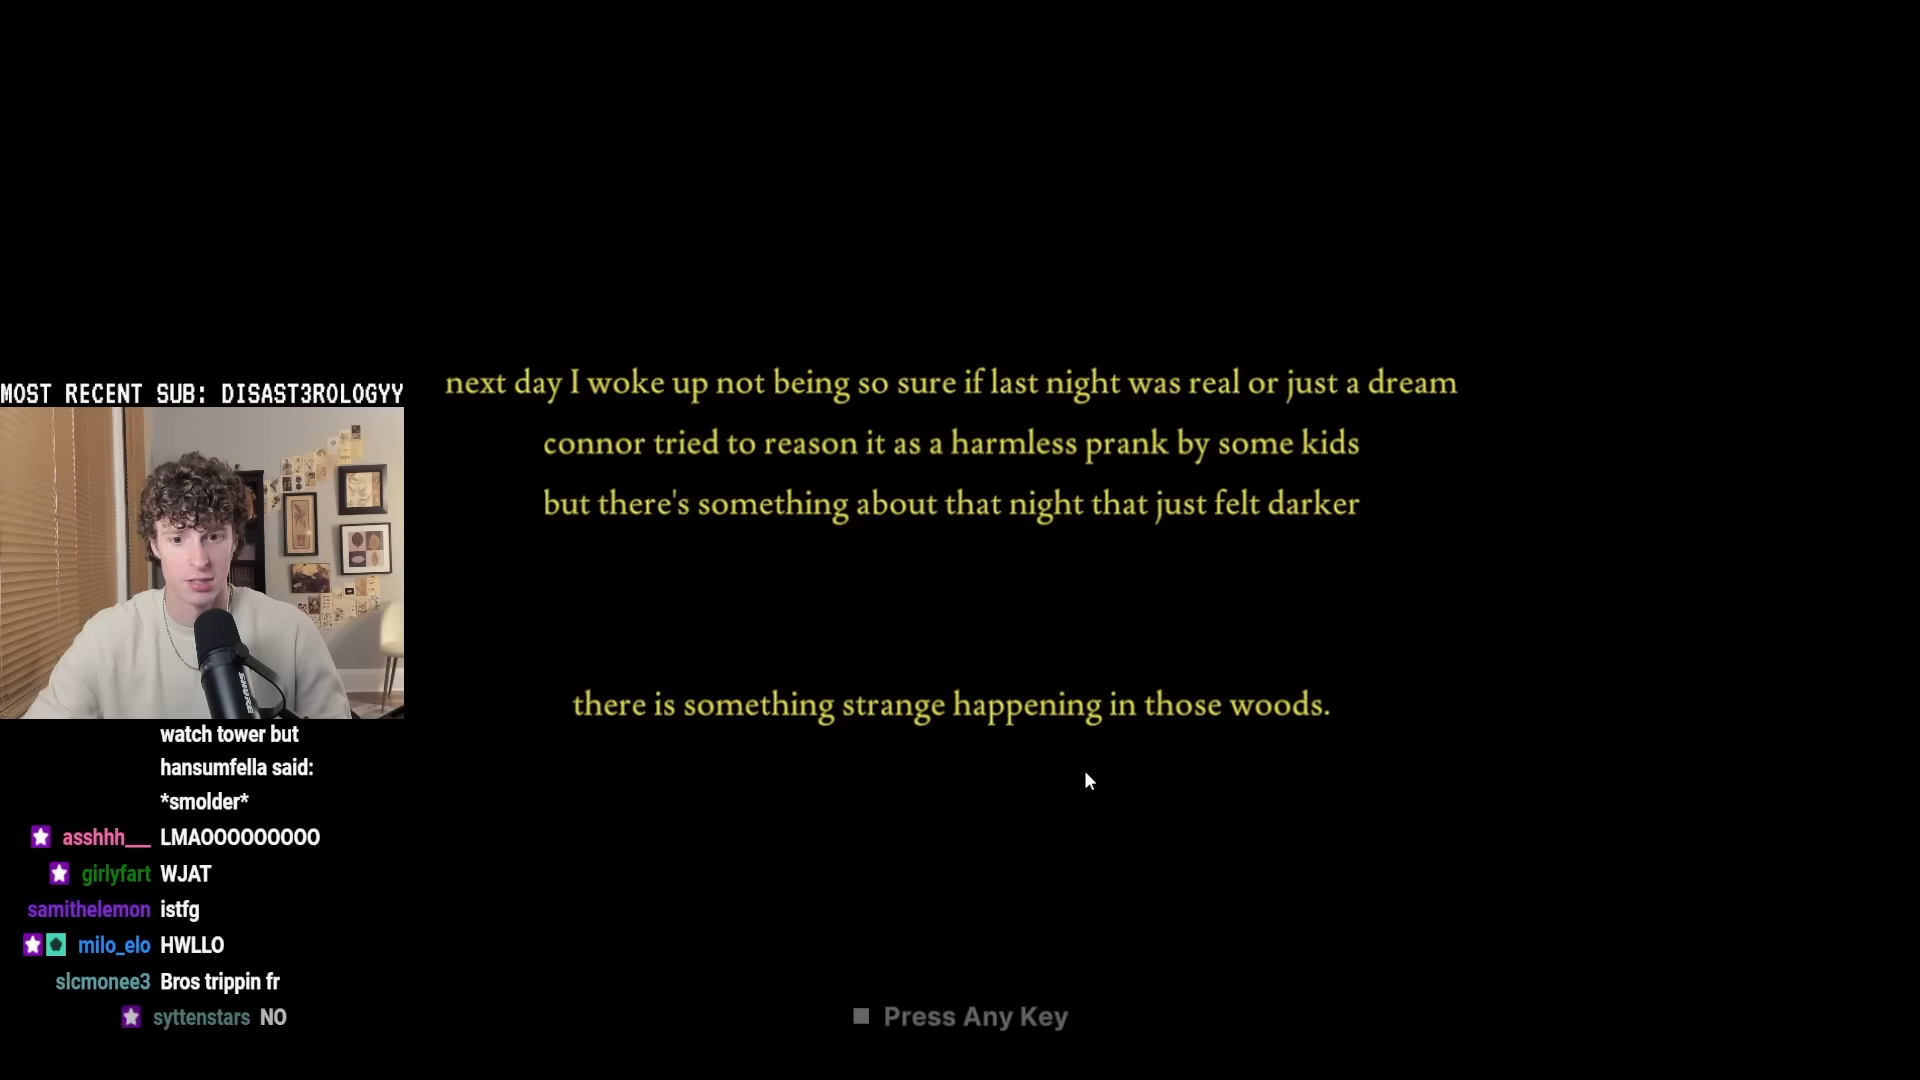 next day I woke up not being so sure if last night was real or just a dream
connor tried to reason it as a harmless prank by some kids
but there's something about that night that just felt darker
there is something strange happening in those woods.
Press Any Key
MOST RECENT SUB: DISAST3ROLOGYY
SHURE
watch tower but
hansumfella said:
*smolder*
asshhh___ LMAOOOOOOOOO
girlyfart WJAT
samithelemon istfg
milo_elo HWLLO
slcmonee3 Bros trippin fr
syttenstars NO